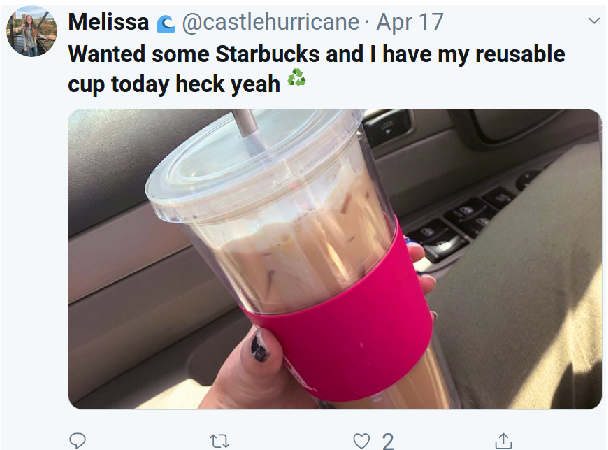 Melissa 🌊 @castlehurricane · Apr 17
Wanted some Starbucks and I have my reusable
cup today heck yeah ♻️
2